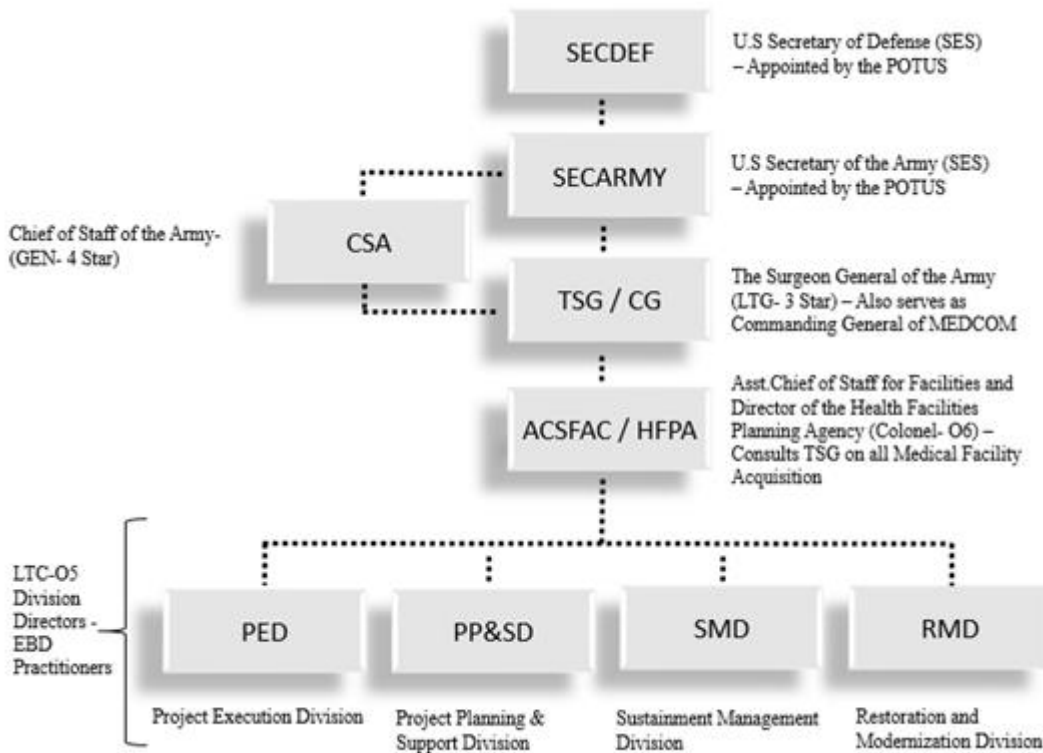 SECDEF
U.S Secretary of Defense (SES)
– Appointed by the POTUS
SECARMY
U.S Secretary of the Army (SES)
– Appointed by the POTUS
Chief of Staff of the Army-
(GEN- 4 Star)
CSA
TSG / CG
The Surgeon General of the Army
(LTG- 3 Star) – Also serves as
Commanding General of MEDCOM
ACSFAC / HFPA
Asst.Chief of Staff for Facilities and
Director of the Health Facilities
Planning Agency (Colonel- O6) –
Consults TSG on all Medical Facility
Acquisition
LTC-O5
Division
Directors -
EBD
Practitioners
PED
PP&SD
SMD
RMD
Project Execution Division
Project Planning &
Support Division
Sustainment Management
Division
Restoration and
Modernization Division